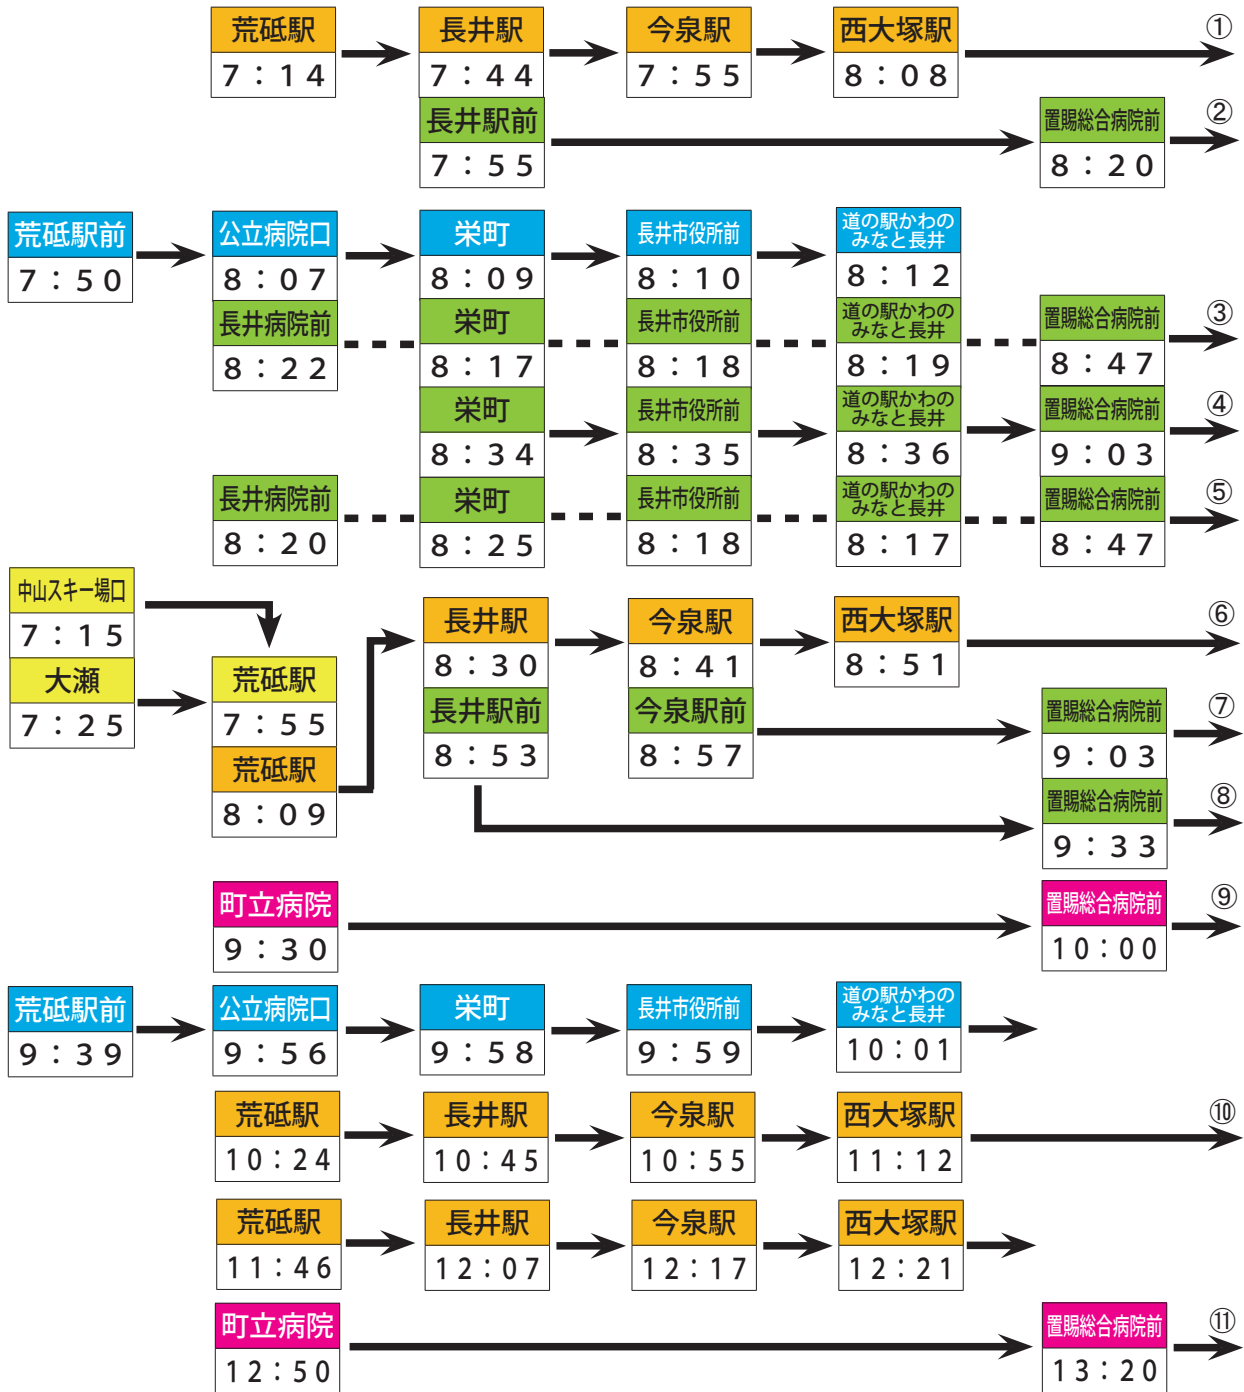 荒砥駅 長井駅 今泉駅 西大塚駅 ①
7：14 7：44 7：55 8：08
長井駅前 置賜総合病院前 ②
7：55 8：20
荒砥駅前 公立病院口 栄町 長井市役所前 道の駅かわの
みなと長井
7：50 8：07 8：09 8：10 8：12
長井病院前 栄町 長井市役所前 道の駅かわの
みなと長井 置賜総合病院前 ③
8：22 8：17 8：18 8：19 8：47
栄町 長井市役所前 道の駅かわの
みなと長井 置賜総合病院前 ④
8：34 8：35 8：36 9：03
長井病院前 栄町 長井市役所前 道の駅かわの
みなと長井 置賜総合病院前 ⑤
8：20 8：25 8：18 8：17 8：47
中山スキー場口
7：15
大瀬
7：25
荒砥駅
7：55
荒砥駅
8：09
長井駅 今泉駅 西大塚駅 ⑥
8：30 8：41 8：51
長井駅前 今泉駅前 置賜総合病院前 ⑦
8：53 8：57 9：03
置賜総合病院前 ⑧
9：33
町立病院 置賜総合病院前 ⑨
9：30 10：00
荒砥駅前 公立病院口 栄町 長井市役所前 道の駅かわの
みなと長井
9：39 9：56 9：58 9：59 10：01
荒砥駅 長井駅 今泉駅 西大塚駅 ⑩
10：24 10：45 10：55 11：12
荒砥駅 長井駅 今泉駅 西大塚駅
11：46 12：07 12：17 12：21
町立病院 置賜総合病院前 ⑪
12：50 13：20